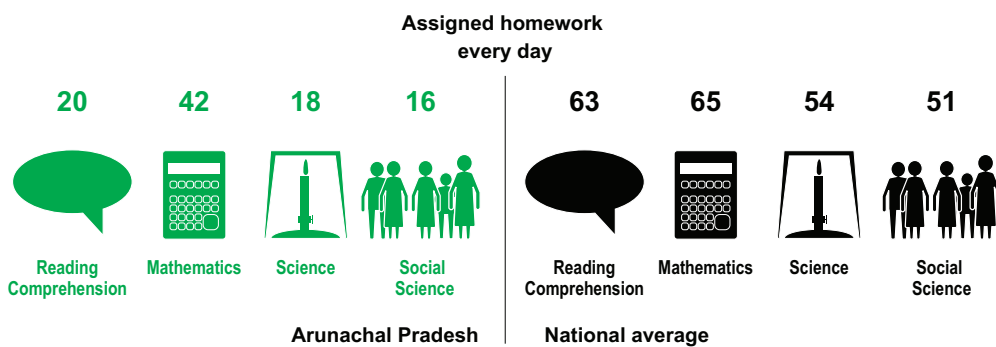 Assigned homework
every day
20 42 18 16 63 65 54 51
Reading
Comprehension
Mathematics
Science
Social
Science
Reading
Comprehension
Mathematics
Science
Social
Science
Arunachal Pradesh
National average